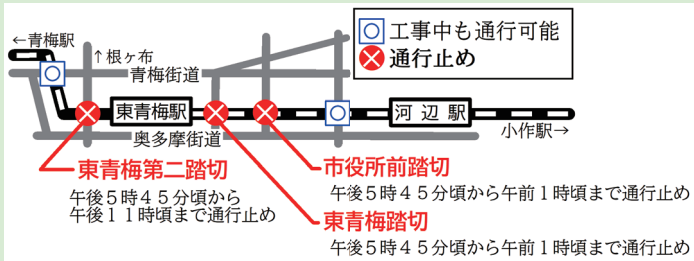 ←青梅駅
↑根ヶ布
青梅街道
工事中も通行可能
通行止め
東青梅駅
河辺駅
奥多摩街道
小作駅→
東青梅第二踏切
午後5時45分頃から
午後11時頃まで通行止め
市役所前踏切
午後5時45分頃から午前1時頃まで通行止め
東青梅踏切
午後5時45分頃から午前1時頃まで通行止め